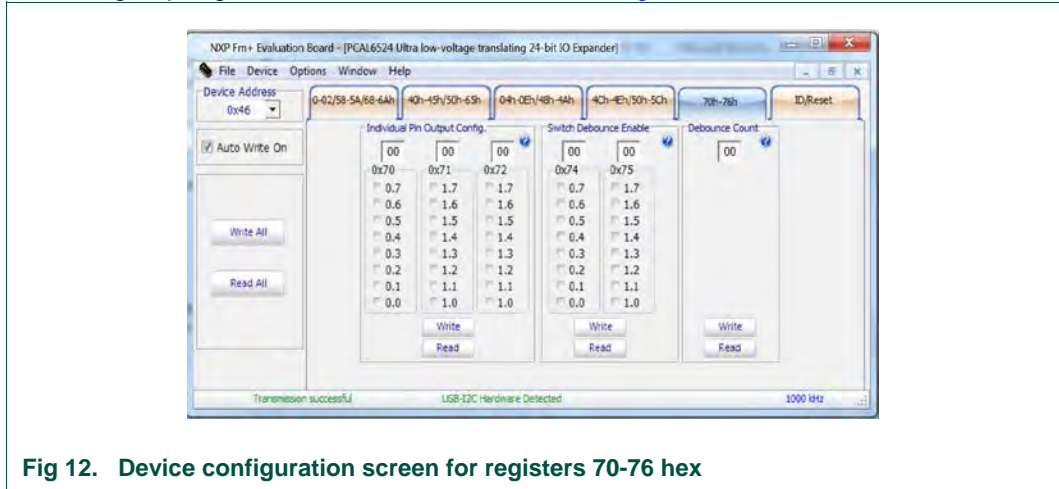 NXP Fm+ Evaluation Board - [PCAL6524 Ultra low-voltage translating 24-bit IO Expander]
File Device Options Window Help
Device Address
0x46
0-02/58-5A/68-6Ah 40h-45h/50h-65h 04h-0Eh/48h-4Ah 4Ch-4Eh/50h-5Ch 70h-76h ID/Reset
Auto Write On
Individual Pin Output Config. Switch Debounce Enable Debounce Count
00 00 00 00 00 00
0x70 0x71 0x72 0x74 0x75
0.7 1.7 1.7 0.7 1.7
0.6 1.6 1.6 0.6 1.6
0.5 1.5 1.5 0.5 1.5
Write All
0.4 1.4 1.4 0.4 1.4
0.3 1.3 1.3 0.3 1.3
0.2 1.2 1.2 0.2 1.2
Read All
0.1 1.1 1.1 0.1 1.1
0.0 1.0 1.0 0.0 1.0
Write Write Write
Read Read Read
Transmission successful USB-I2C Hardware Detected 1000 kHz
Fig 12. Device configuration screen for registers 70-76 hex